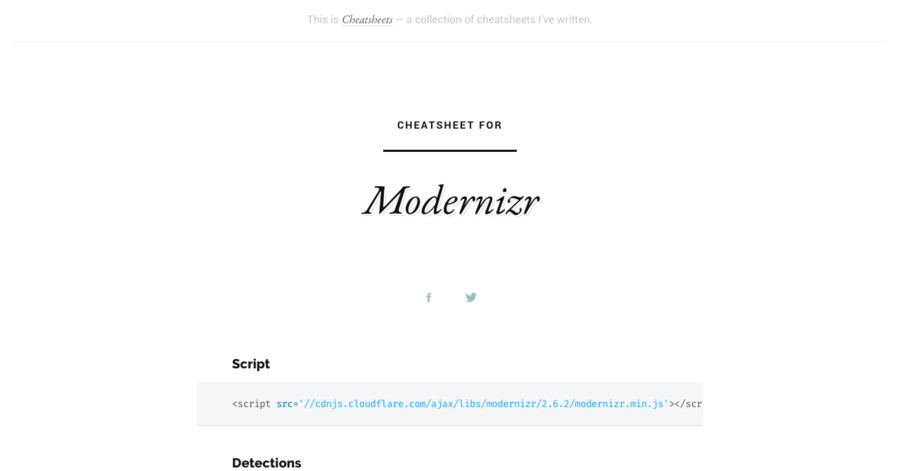 This is Cheatsheets — a collection of cheatsheets I've written.
CHEATSHEET FOR
Modernizr
Script
<script src='//cdnjs.cloudflare.com/ajax/libs/modernizr/2.6.2/modernizr.min.js'></scr
Detections